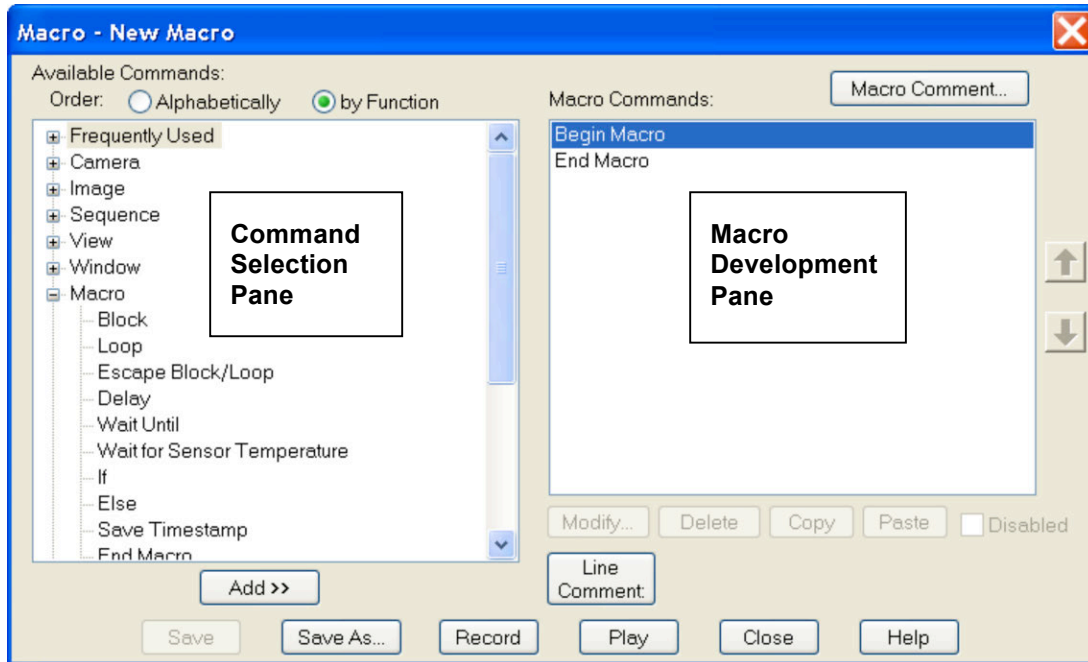 Macro - New Macro
Available Commands:
Order: Alphabetically by Function
Frequently Used
Camera
Image
Sequence
View
Window
Macro
Block
Loop
Escape Block/Loop
Delay
Wait Until
Wait for Sensor Temperature
If
Else
Save Timestamp
End Macro
Command
Selection
Pane
Add >>
Macro Commands:
Macro Comment...
Begin Macro
End Macro
Macro
Development
Pane
Modify... Delete Copy Paste Disabled
Line
Comment:
Save Save As... Record Play Close Help